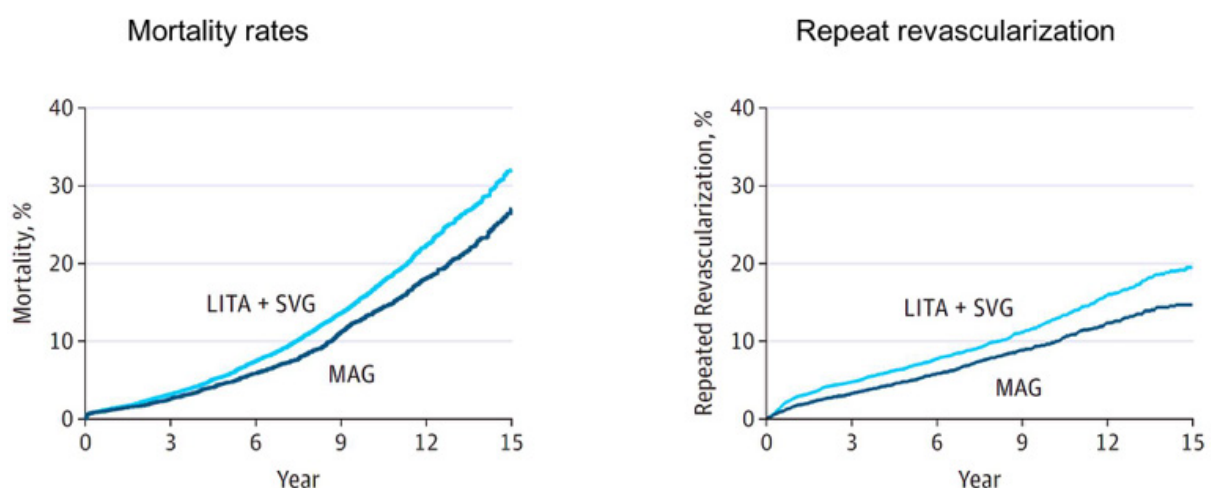 Mortality rates
40
30
20
10
0
Mortality, %
LITA + SVG
MAG
0 3 6 9 12 15
Year
Repeat revascularization
40
30
20
10
0
Repeated Revascularization, %
LITA + SVG
MAG
0 3 6 9 12 15
Year